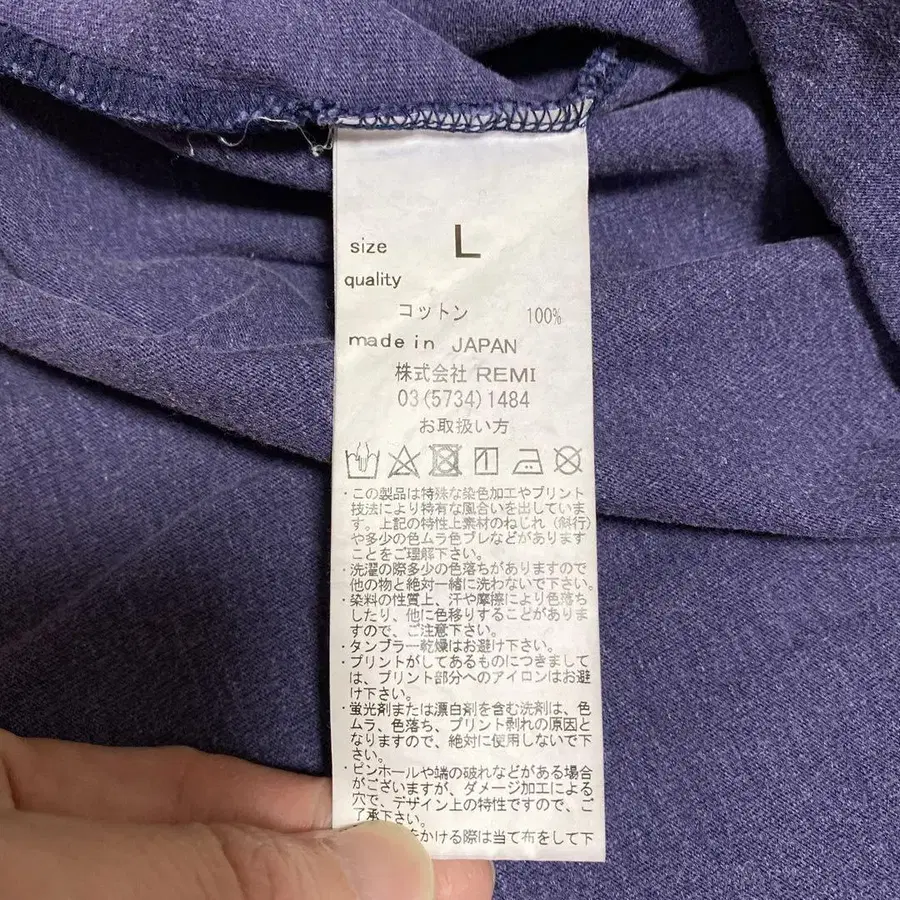 size L
quality
コットン 100%
made in JAPAN
株式会社 REMI
03(5734)1484
お取扱い方
・この製品は特殊な染色加工やプリント
技法により特有な風合いを出しています
す。上記の特性上素材のねじれ（斜行）
や多少の色ムラ色ブレなどがあります
ことをご理解下さい。
・洗濯の際多少の色落ちがありますので
他の物と絶対一緒に洗わないで下さい。
・染料の性質上、汗や摩擦により色落ち
したり、他に色移りすることがありま
すので、ご注意下さい。
・タンブラー乾燥はお避け下さい。
・プリントがしてあるものにつきまして
は、プリント部分へのアイロンはお避
け下さい。
・蛍光剤または漂白剤を含む洗剤は、色
ムラ、色落ち、プリント剥れの原因と
なりますので、絶対に使用しないで下
さい。
・ピンホールや端の破れなどがある場合
がございますが、ダメージ加工による
穴で、デザイン上の特性ですので、ご
了承下さい。
をかける際は当て布をして下